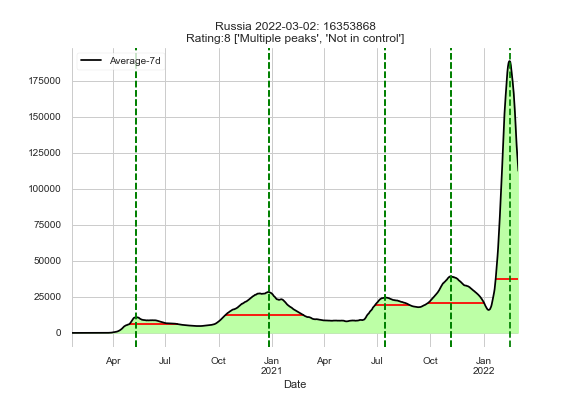 Russia 2022-03-02: 16353868
Rating:8 ['Multiple peaks', 'Not in control']
Average-7d
175000
150000
125000
100000
75000
50000
25000
0
Apr Jul Oct Jan Apr Jul Oct Jan
2021 2022
Date